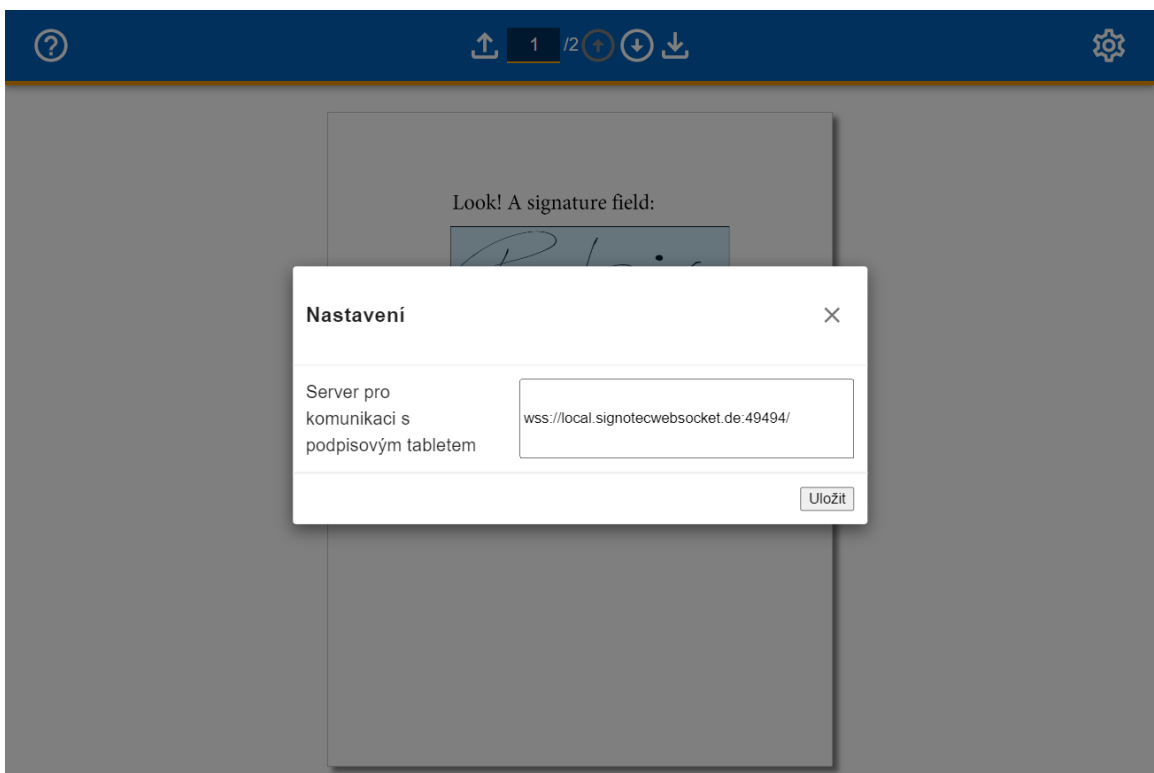 1 /2
Look! A signature field:
Nastavení
Server pro
komunikaci s
podpisovým tabletem
wss://local.signotecwebsocket.de:49494/
Uložit